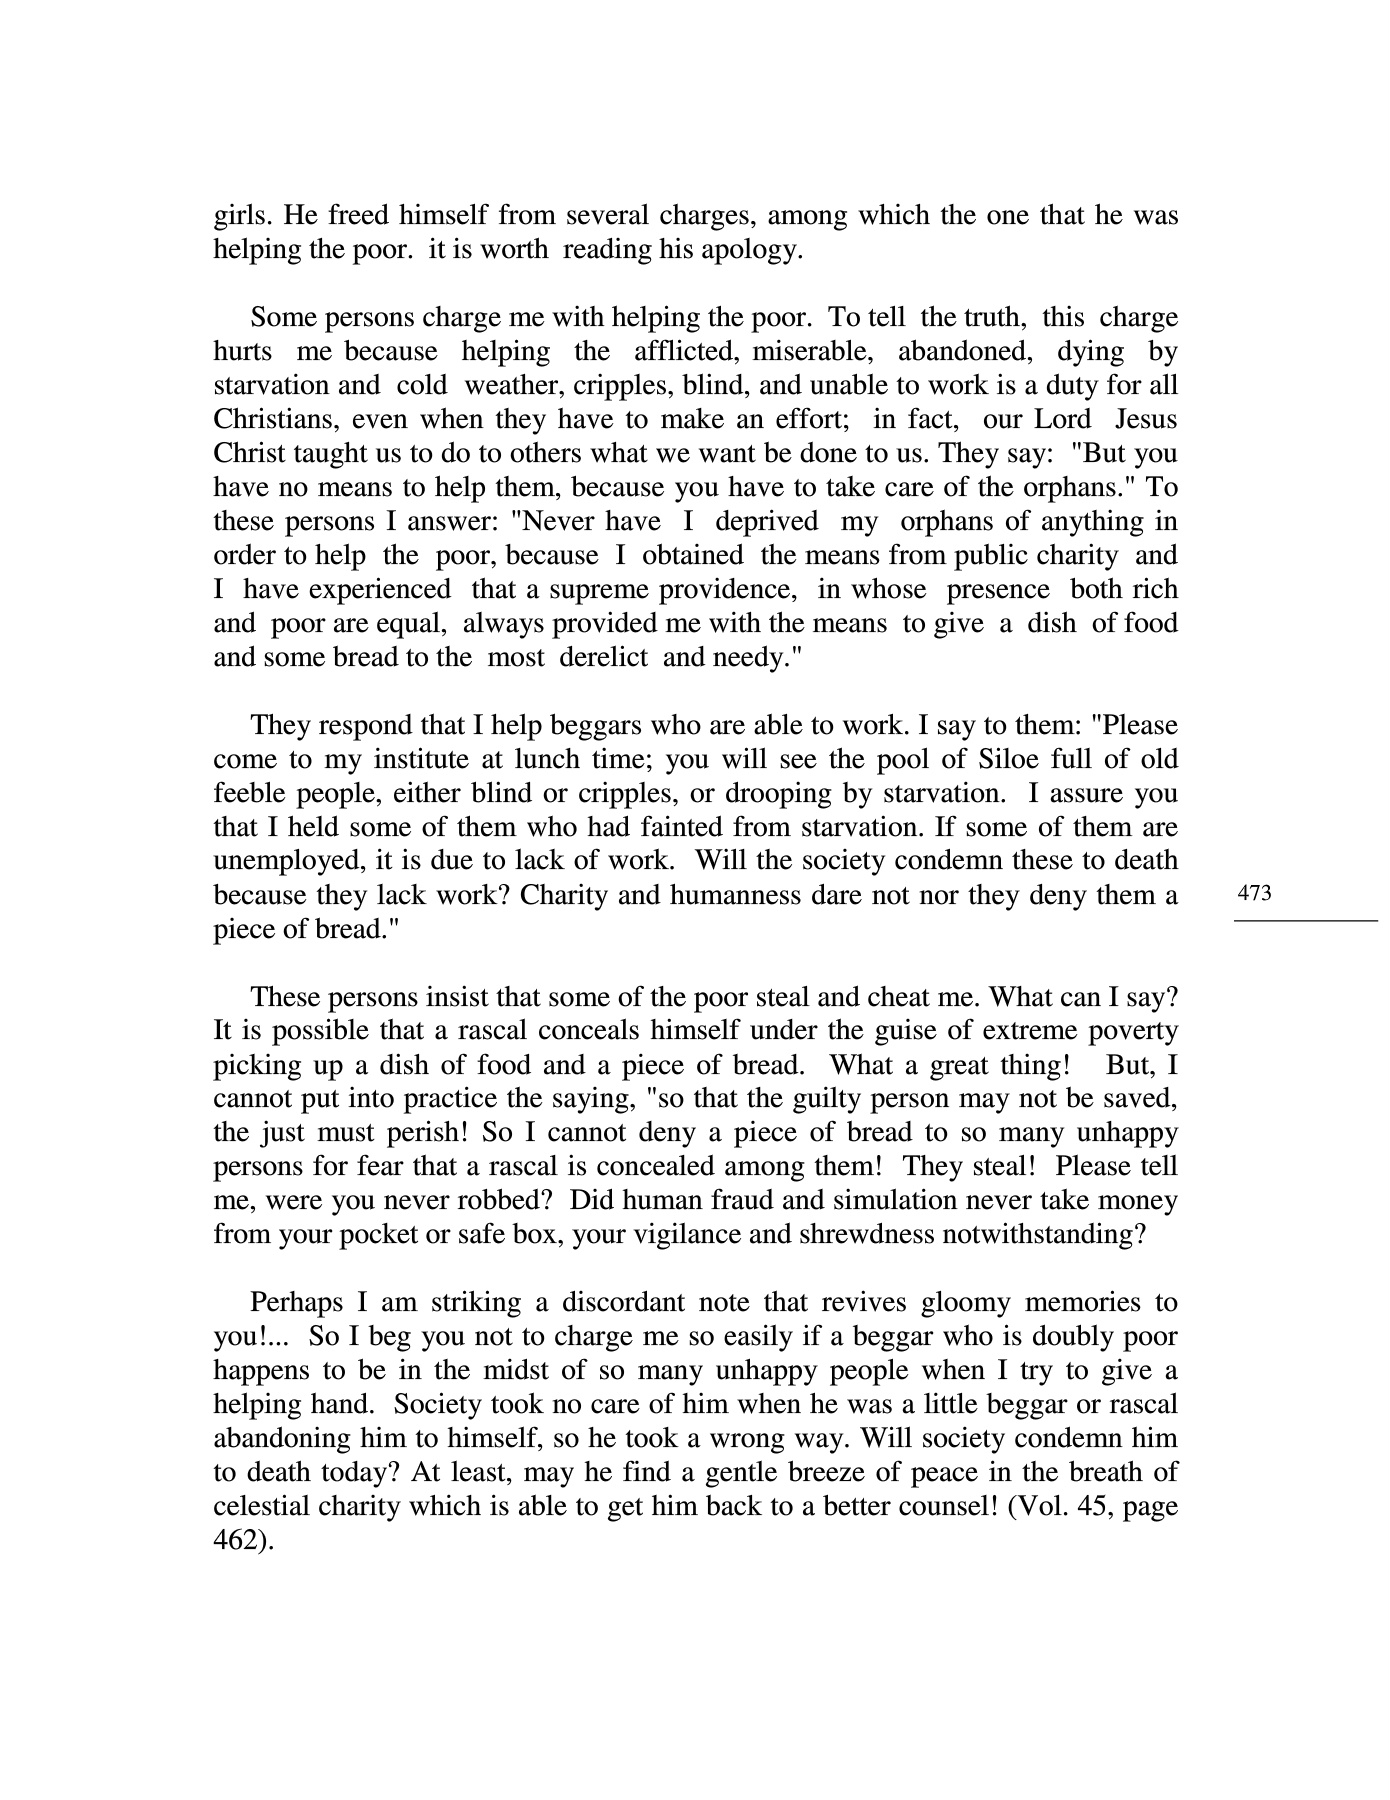 girls. He freed himself from several charges, among which the one that he was
helping the poor. it is worth reading his apology.
Some persons charge me with helping the poor. To tell the truth, this charge
hurts me because helping the afflicted, miserable, abandoned, dying by
starvation and cold weather, cripples, blind, and unable to work is a duty for all
Christians, even when they have to make an effort; in fact, our Lord Jesus
Christ taught us to do to others what we want be done to us. They say: "But you
have no means to help them, because you have to take care of the orphans." To
these persons I answer: "Never have I deprived my orphans of anything in
order to help the poor, because I obtained the means from public charity and
I have experienced that a supreme providence, in whose presence both rich
and poor are equal, always provided me with the means to give a dish of food
and some bread to the most derelict and needy."
They respond that I help beggars who are able to work. I say to them: "Please
come to my institute at lunch time; you will see the pool of Siloe full of old
feeble people, either blind or cripples, or drooping by starvation. I assure you
that I held some of them who had fainted from starvation. If some of them are
unemployed, it is due to lack of work. Will the society condemn these to death
because they lack work? Charity and humanness dare not nor they deny them a
piece of bread."
473
These persons insist that some of the poor steal and cheat me. What can I say?
It is possible that a rascal conceals himself under the guise of extreme poverty
picking up a dish of food and a piece of bread. What a great thing! But, I
cannot put into practice the saying, "so that the guilty person may not be saved,
the just must perish! So I cannot deny a piece of bread to so many unhappy
persons for fear that a rascal is concealed among them! They steal! Please tell
me, were you never robbed? Did human fraud and simulation never take money
from your pocket or safe box, your vigilance and shrewdness notwithstanding?
Perhaps I am striking a discordant note that revives gloomy memories to
you!... So I beg you not to charge me so easily if a beggar who is doubly poor
happens to be in the midst of so many unhappy people when I try to give a
helping hand. Society took no care of him when he was a little beggar or rascal
abandoning him to himself, so he took a wrong way. Will society condemn him
to death today? At least, may he find a gentle breeze of peace in the breath of
celestial charity which is able to get him back to a better counsel! (Vol. 45, page
462).